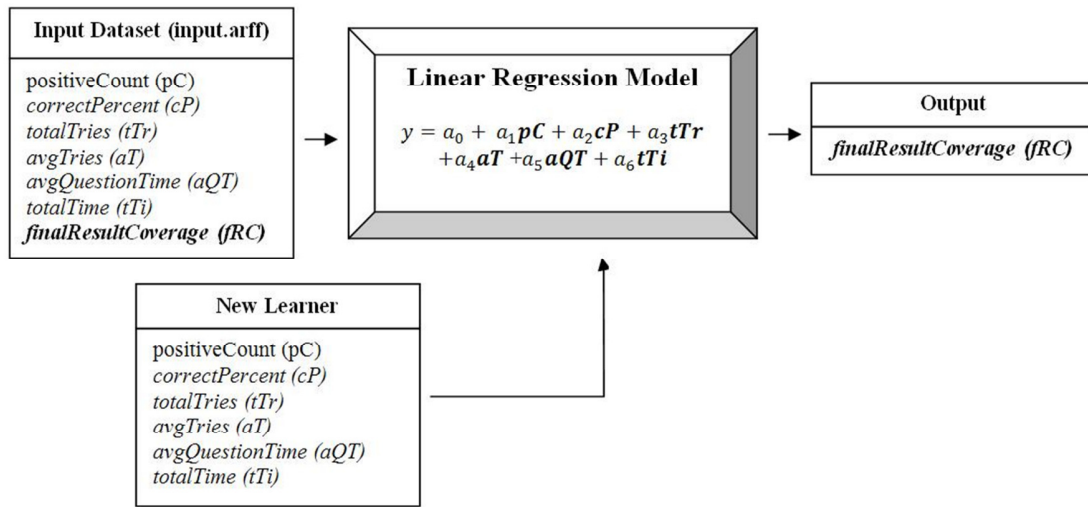 Input Dataset (input.arff)
positiveCount (pC)
correctPercent (cP)
totalTries (tTr)
avgTries (aT)
avgQuestionTime (aQT)
totalTime (tTi)
finalResultCoverage (fRC)
Linear Regression Model
y = a₀ + a₁pC + a₂cP + a₃tTr
+a₄aT +a₅aQT + a₆tTi
Output
finalResultCoverage (fRC)
New Learner
positiveCount (pC)
correctPercent (cP)
totalTries (tTr)
avgTries (aT)
avgQuestionTime (aQT)
totalTime (tTi)